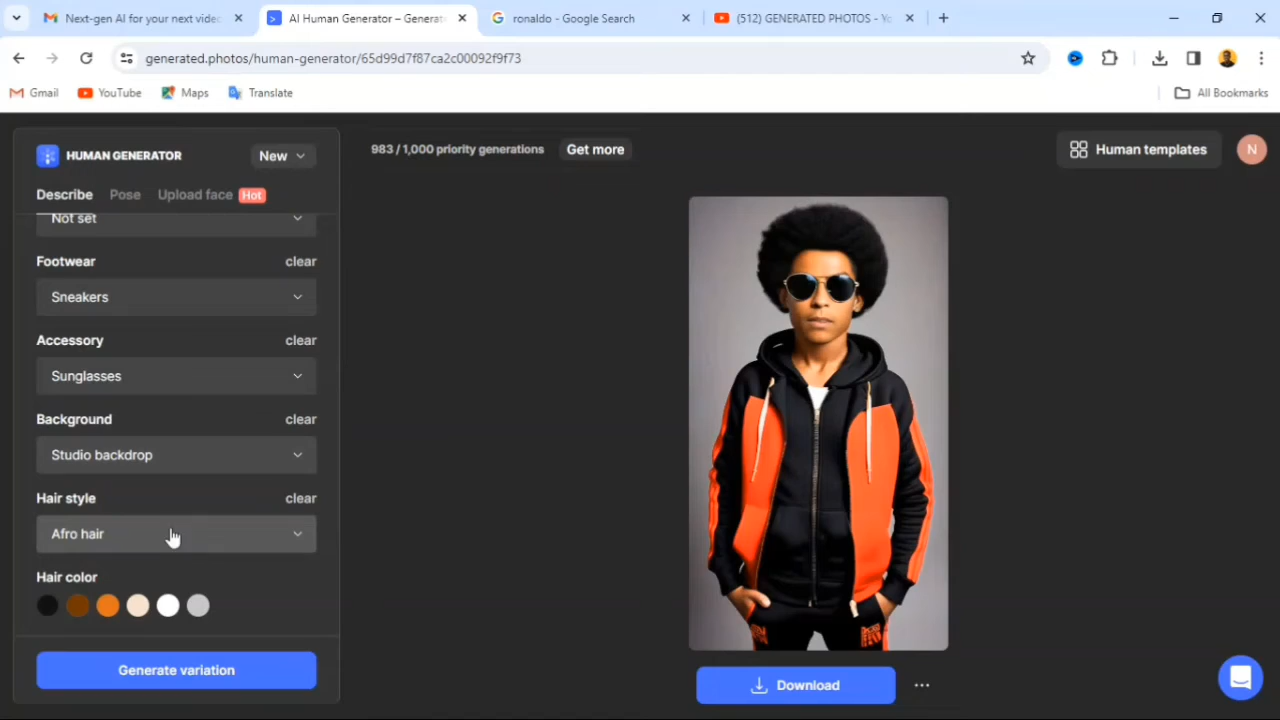 Next-gen AI for your next video
AI Human Generator – Generate
ronaldo - Google Search
(512) GENERATED PHOTOS - Yo
generated.photos/human-generator/65d99d7f87ca2c00092f9f73
Gmail
YouTube
Maps
Translate
All Bookmarks
HUMAN GENERATOR
New
983 / 1,000 priority generations
Get more
Human templates
N
Describe
Pose
Upload face
Hot
Not set
Footwear
clear
Sneakers
Accessory
clear
Sunglasses
Background
clear
Studio backdrop
Hair style
clear
Afro hair
Hair color
Generate variation
Download